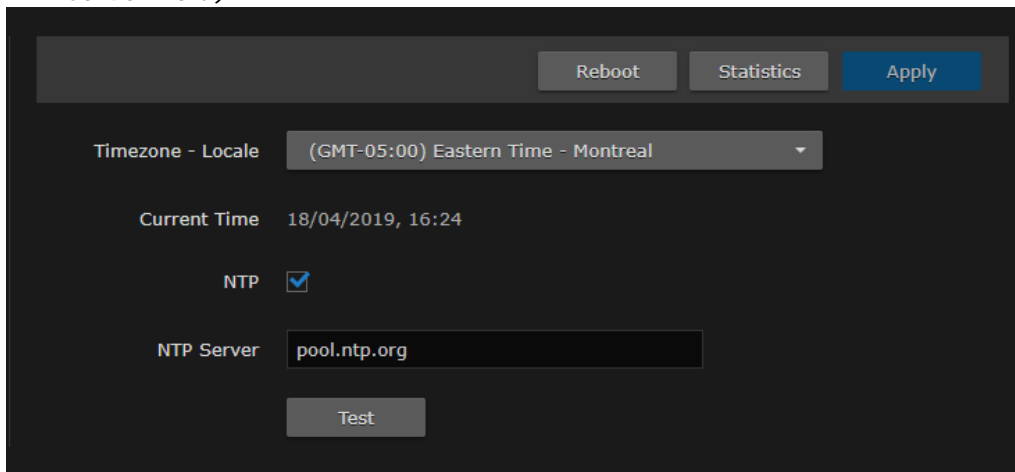 Reboot Statistics Apply
Timezone - Locale (GMT-05:00) Eastern Time - Montreal
Current Time 18/04/2019, 16:24
NTP
NTP Server pool.ntp.org
Test